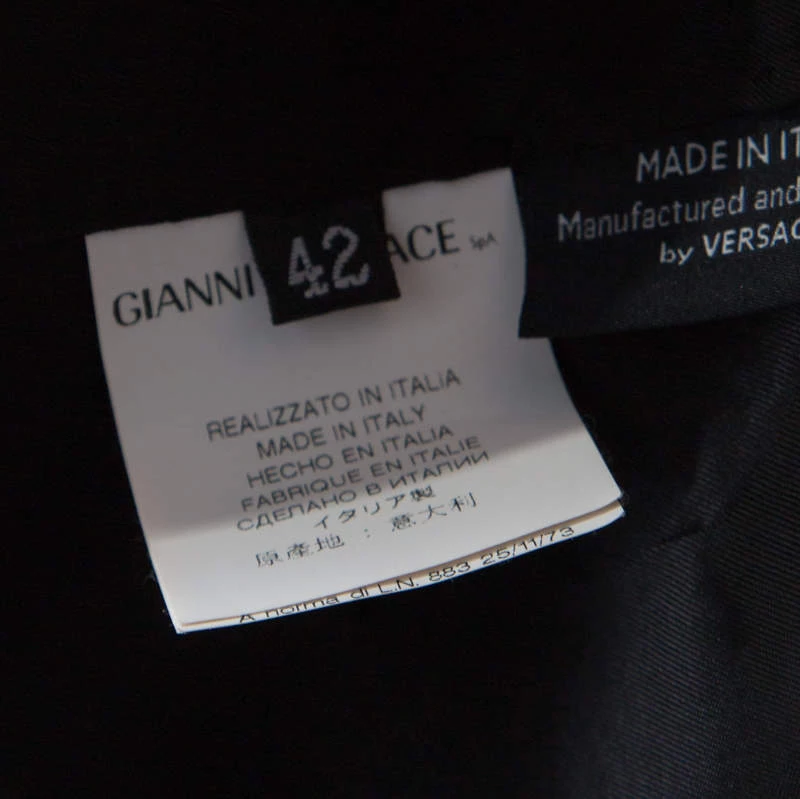 GIANNI ACE SpA
42
REALIZZATO IN ITALIA
MADE IN ITALY
HECHO EN ITALIA
FABRIQUE EN ITALIE
СДЕЛАНО В ИТАЛИИ
イタリア製
原產地 : 意大利
A norma di L.N. 883 25/11/73
MADE IN IT
Manufactured and
by VERSAC